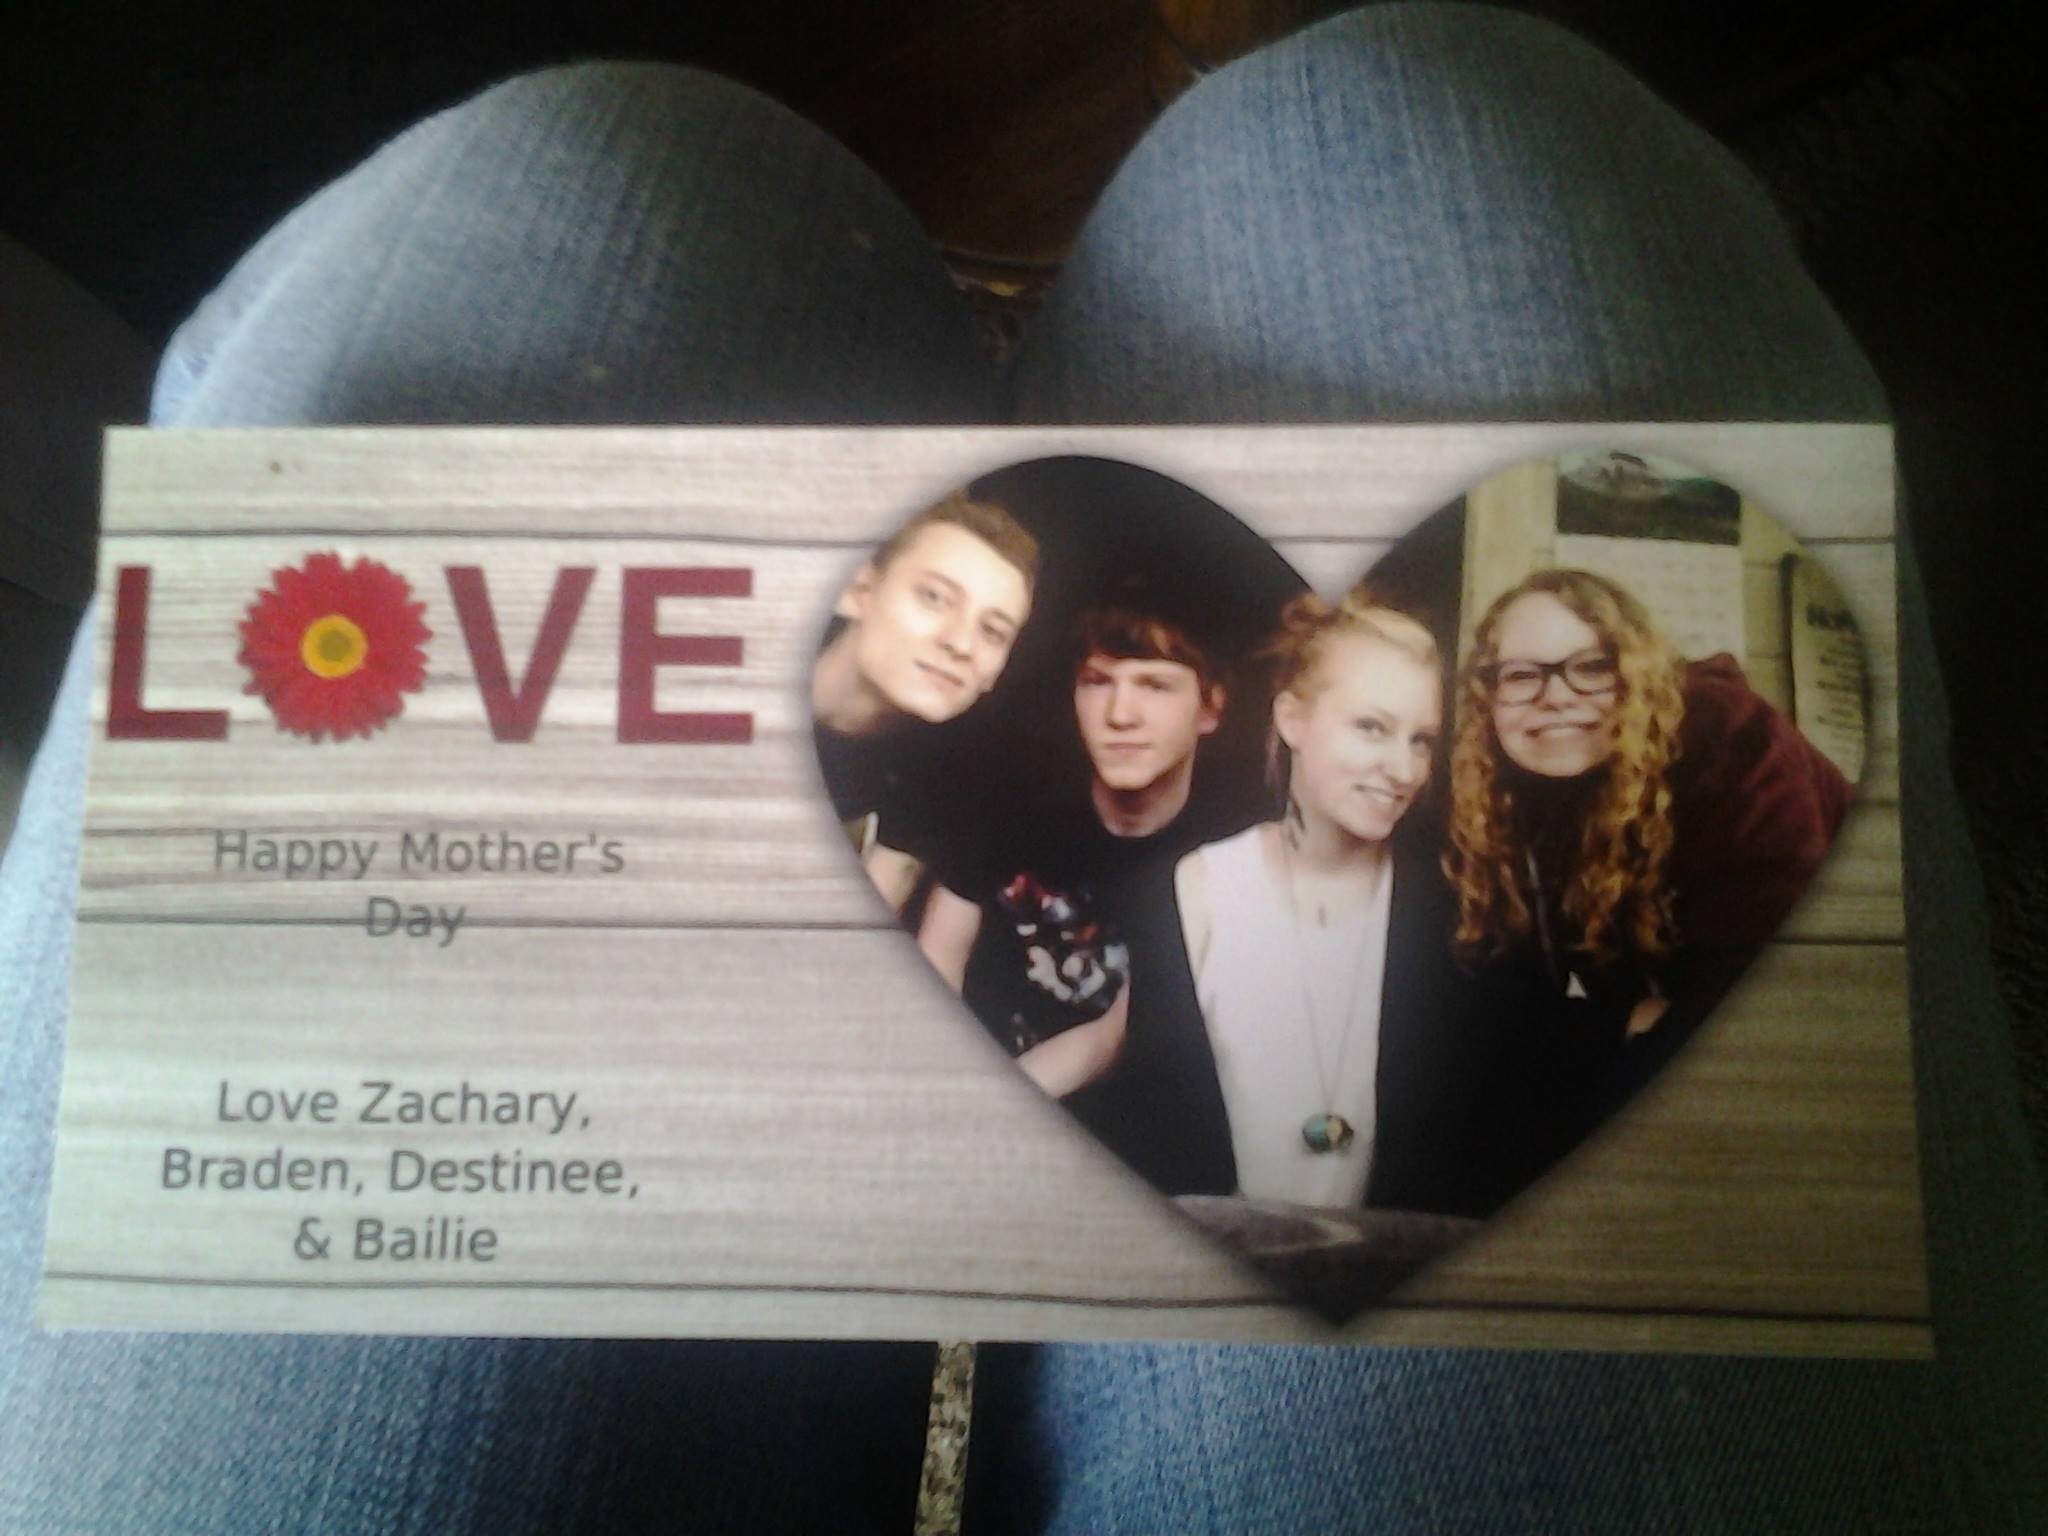 LOVE
Happy Mother's
Day
Love Zachary,
Braden, Destinee,
& Bailie